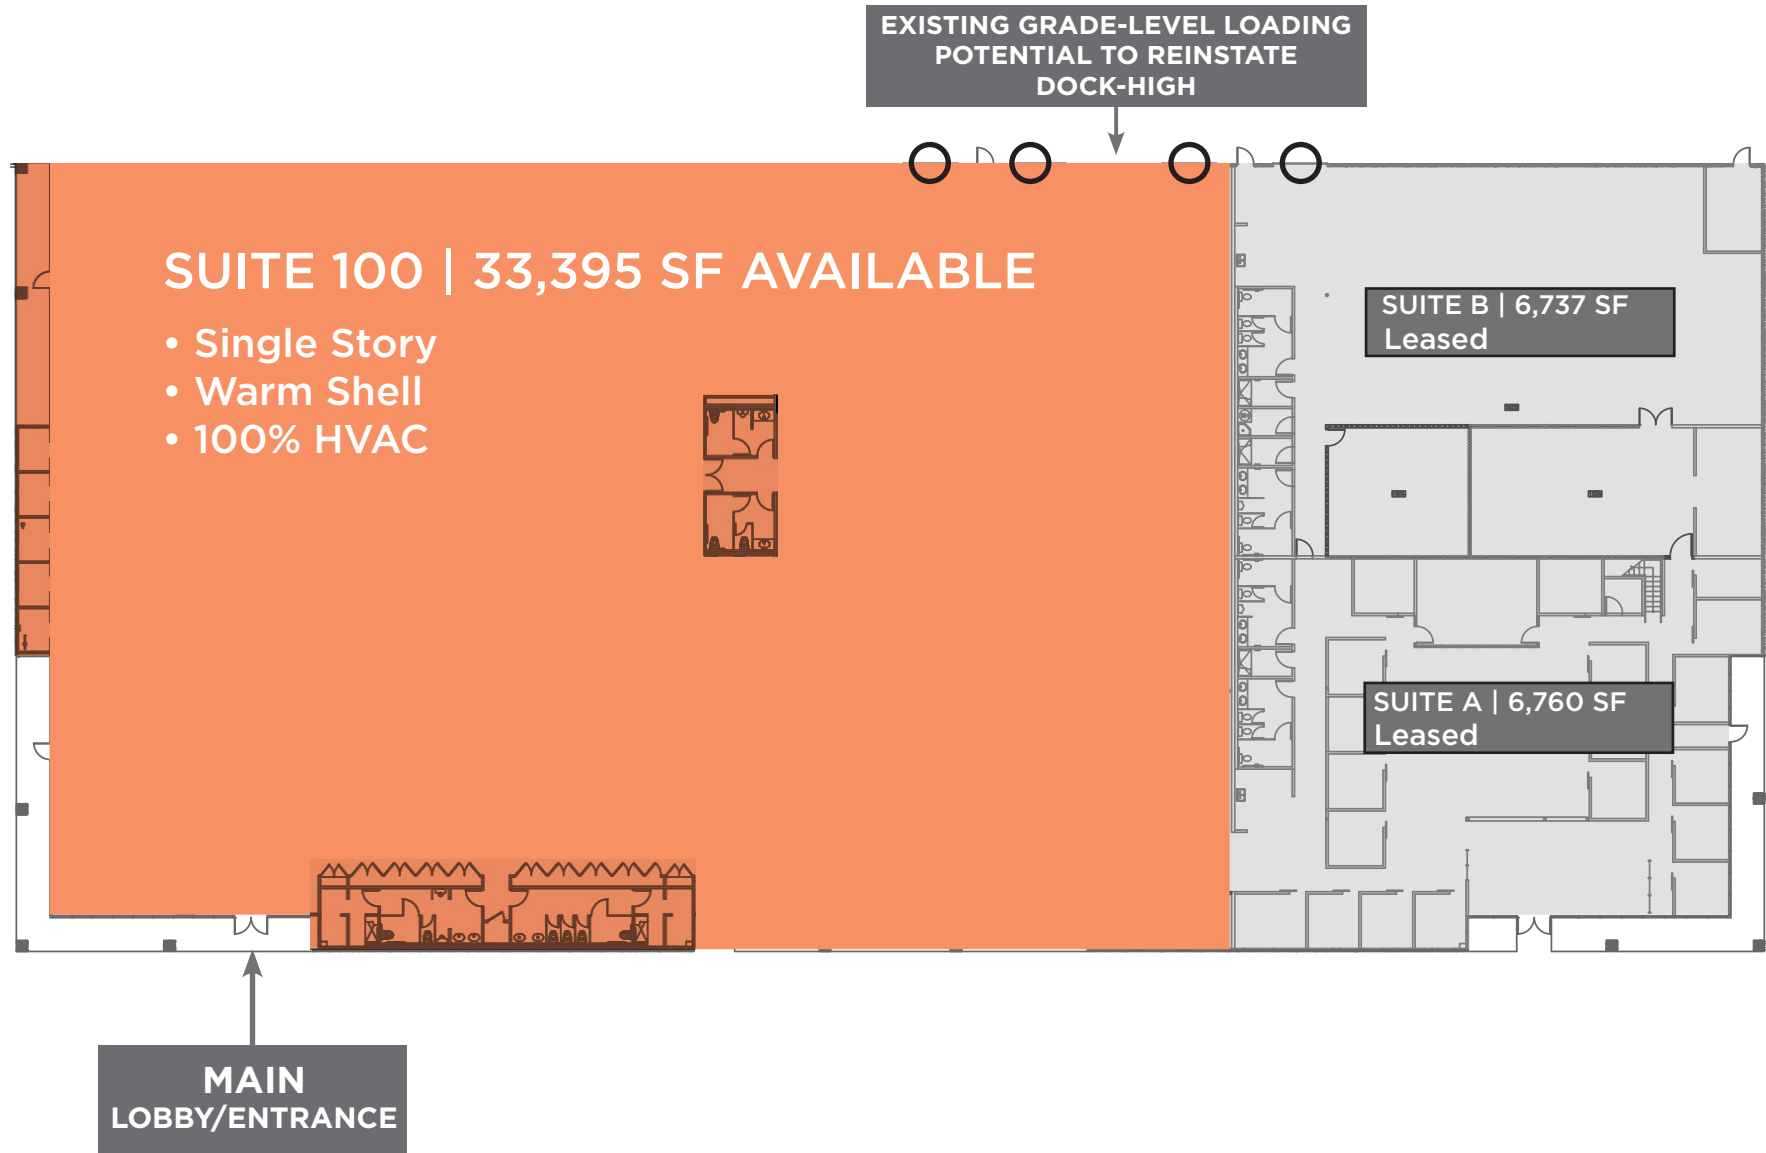 EXISTING GRADE-LEVEL LOADING
POTENTIAL TO REINSTATE
DOCK-HIGH
SUITE 100 | 33,395 SF AVAILABLE
• Single Story
• Warm Shell
• 100% HVAC
SUITE B | 6,737 SF
Leased
SUITE A | 6,760 SF
Leased
MAIN
LOBBY/ENTRANCE